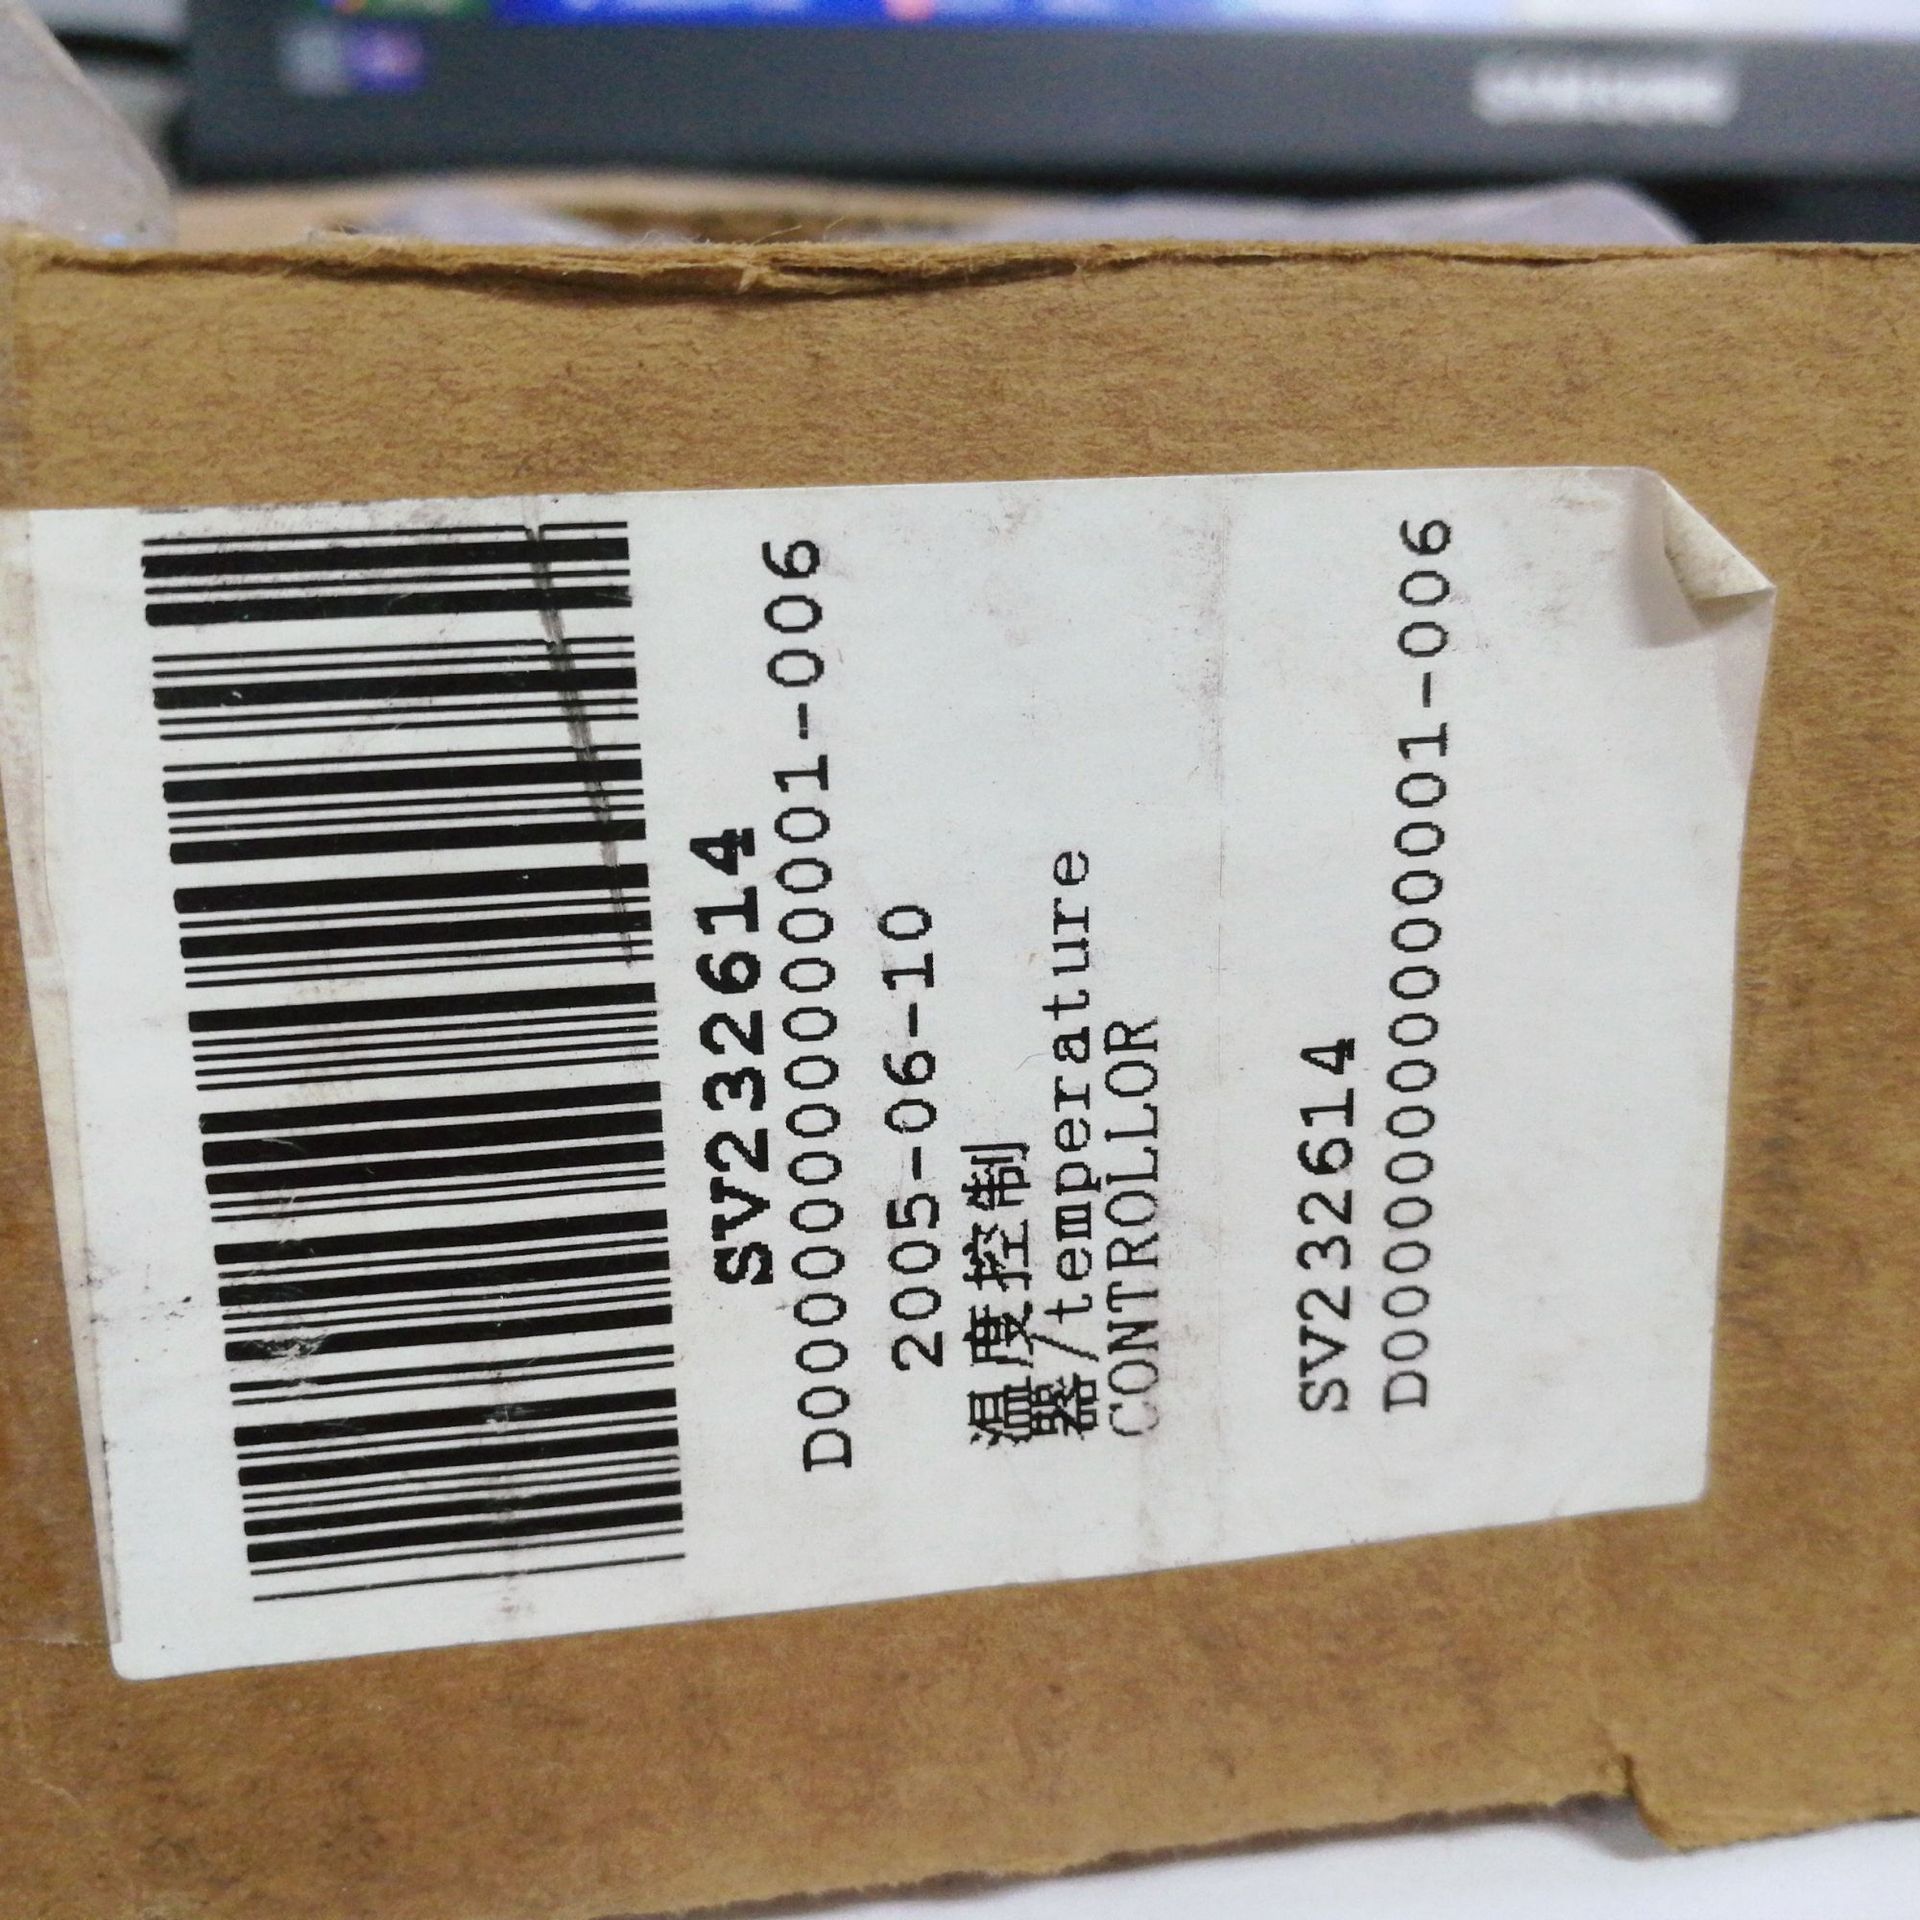 SV232614
D000000000001-006
2005-06-10
温度控制
器/temperature
CONTROLLOR
SV232614
D000000000001-006